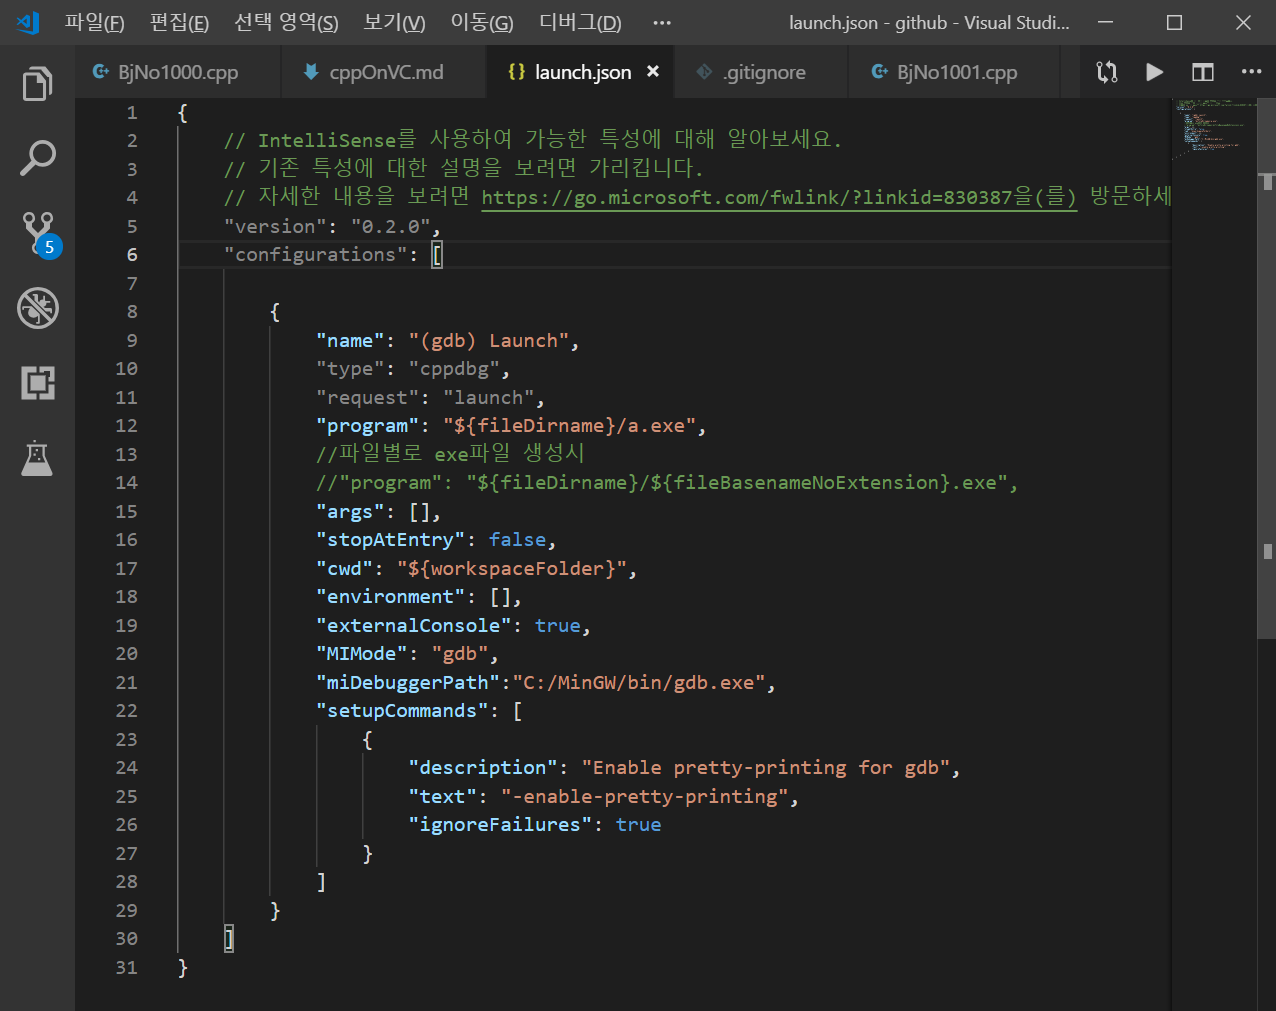 파일(F) 편집(E) 선택 영역(S) 보기(V) 이동(G) 디버그(D) ··· launch.json - github - Visual Studi...
BjNo1000.cpp cppOnVC.md {} launch.json × .gitignore BjNo1001.cpp
5
1 {
2 // IntelliSense를 사용하여 가능한 특성에 대해 알아보세요.
3 // 기존 특성에 대한 설명을 보려면 가리킵니다.
4 // 자세한 내용을 보려면 https://go.microsoft.com/fwlink/?linkid=830387을(를) 방문하세
5 "version": "0.2.0",
6 "configurations": [
7
8 {
9 "name": "(gdb) Launch",
10 "type": "cppdbg",
11 "request": "launch",
12 "program": "${fileDirname}/a.exe",
13 //파일별로 exe파일 생성시
14 //"program": "${fileDirname}/${fileBasenameNoExtension}.exe",
15 "args": [],
16 "stopAtEntry": false,
17 "cwd": "${workspaceFolder}",
18 "environment": [],
19 "externalConsole": true,
20 "MIMode": "gdb",
21 "miDebuggerPath":"C:/MinGW/bin/gdb.exe",
22 "setupCommands": [
23 {
24 "description": "Enable pretty-printing for gdb",
25 "text": "-enable-pretty-printing",
26 "ignoreFailures": true
27 }
28 ]
29 }
30 ]
31 }